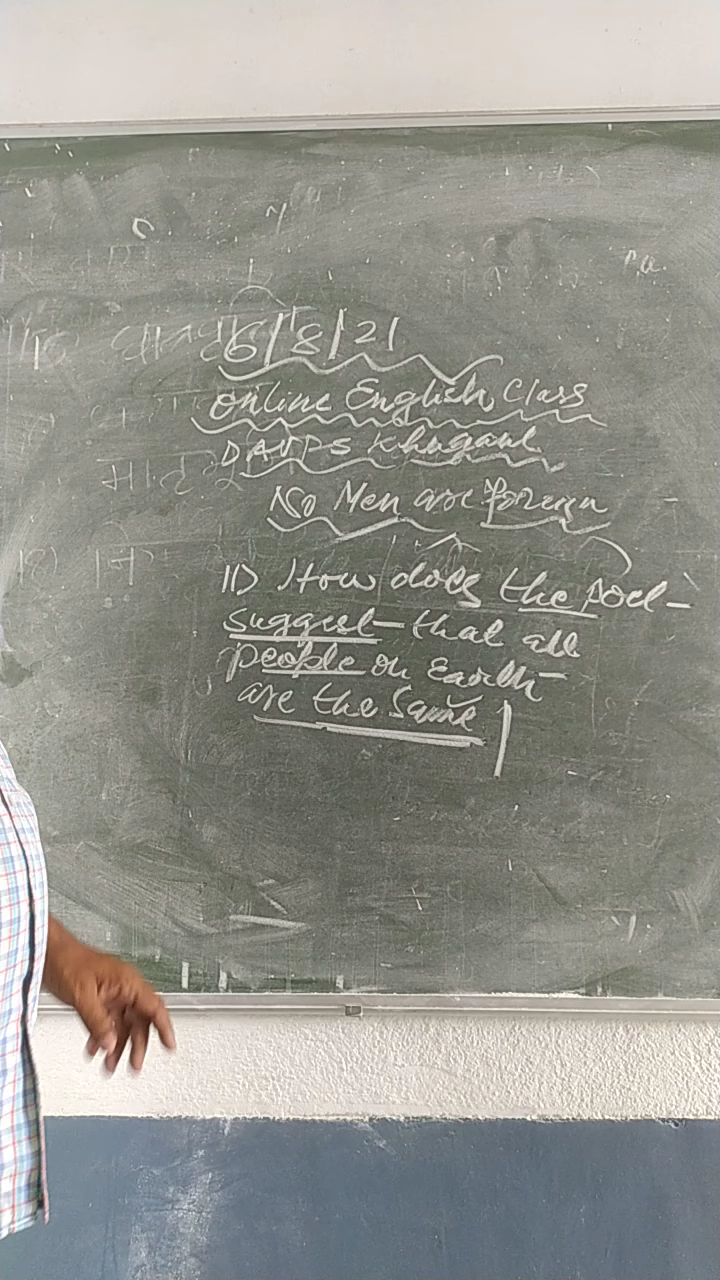 6/8/21
Online English Class
DAVPS Khagaul
No Men are Foreign
11) How does the poet
suggest that all
people on Earth
are the same